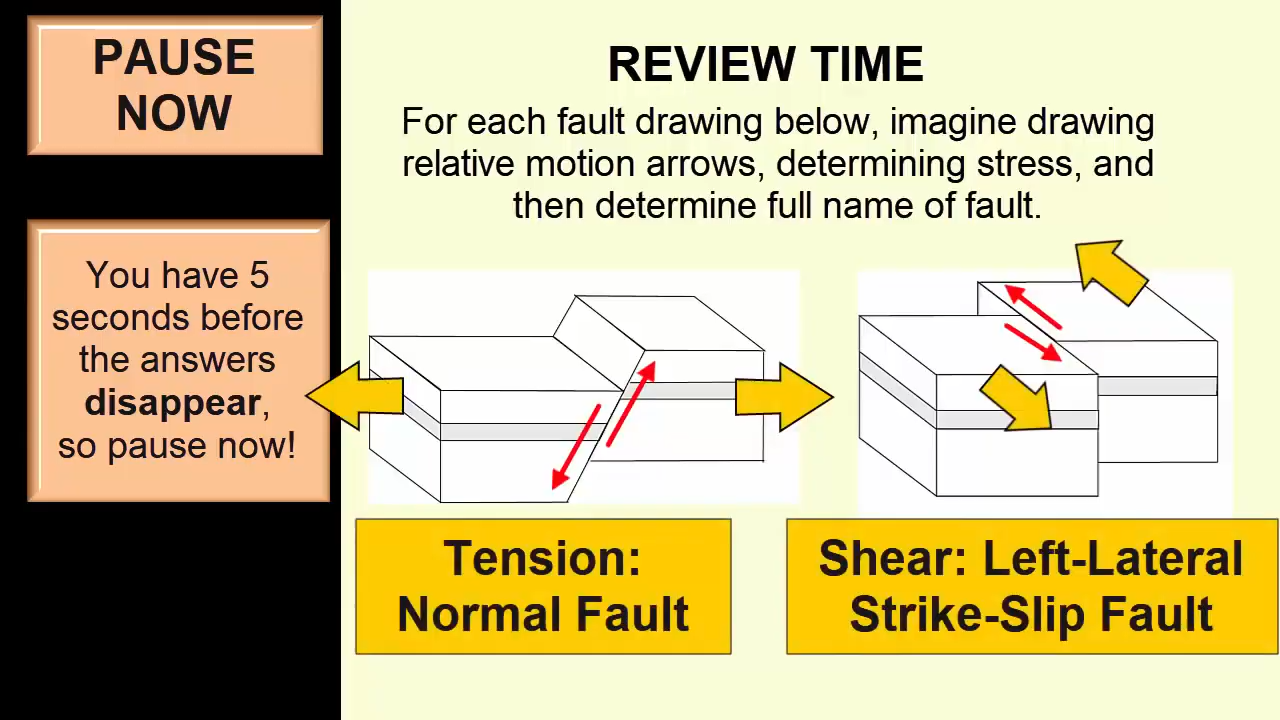 PAUSE
NOW
You have 5
seconds before
the answers
disappear,
so pause now!
REVIEW TIME
For each fault drawing below, imagine drawing
relative motion arrows, determining stress, and
then determine full name of fault.
Tension:
Normal Fault
Shear: Left-Lateral
Strike-Slip Fault